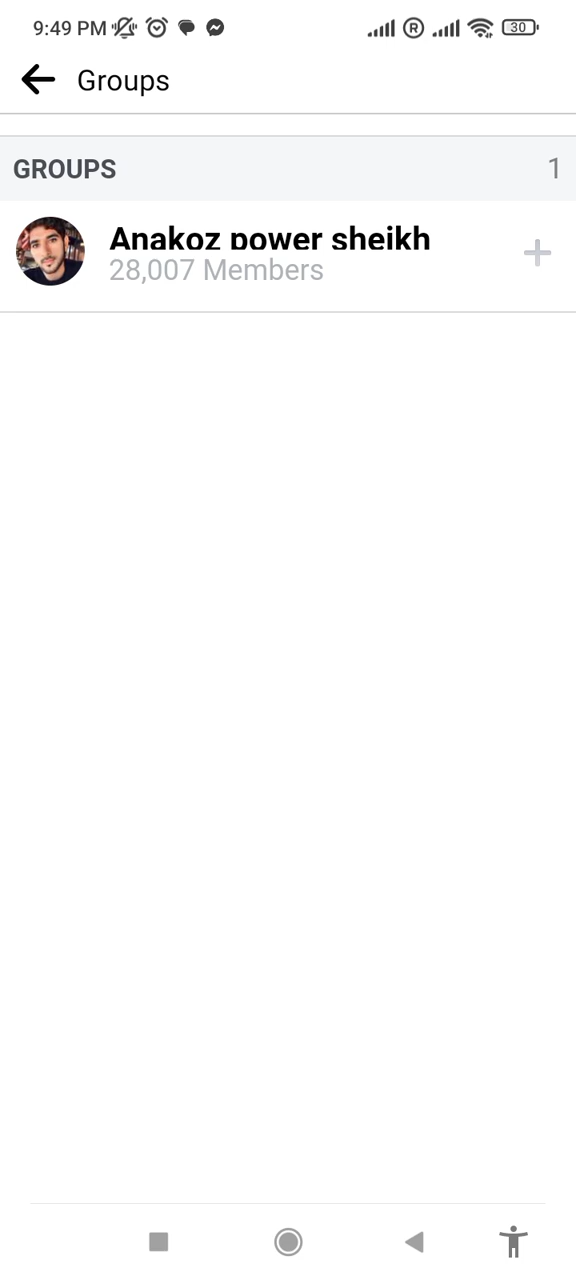 9:49 PM
R
30
Groups
GROUPS
1
Anakoz power sheikh
28,007 Members